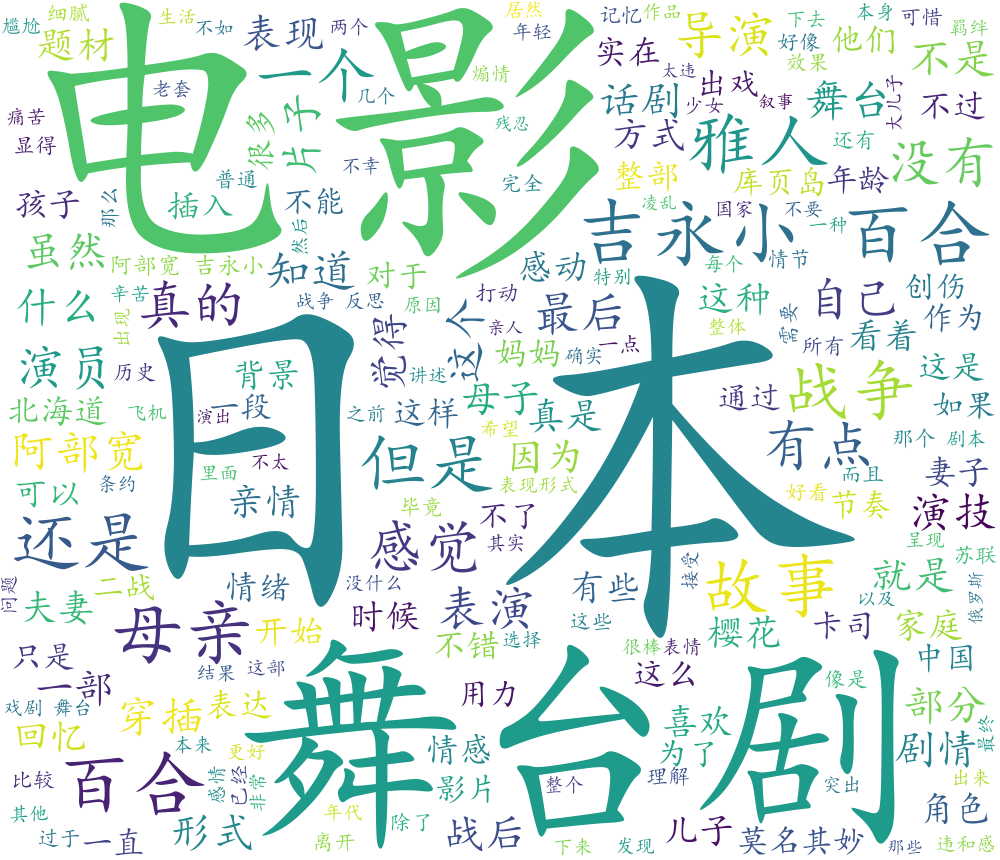 细腻
生活
不如
两个
居然
记忆
作品
下去
本身
可惜
羁绊
尴尬
题材
表现
年轻
导演
好像
他们
不是
电影
老套
一个
煽情
实在
太违
出戏
效果
大儿子
几个
话剧
少女
叙事
舞台
不过
痛苦
显得
很多
片子
残忍
方式
雅人
还有
没有
不幸
普通
完全
整部
库页岛
年龄
孩子
那么
插入
不能
凌乱
国家
不要
一种
虽然
然后
吉永小
百合
阿部宽
吉永小
知道
对于
感动
特别
每个
情节
创伤
什么
辛苦
真的
战争
反思
原因
打动
最后
这种
自己
作为
出现
觉得
这个
亲人
一点
整体
需要
所有
看着
演员
历史
背景
讲述
妈妈
确实
战争
这是
北海道
飞机
演出
一段
之前
这样
母子
真是
通过
如果
阿部宽
里面
不太
但是
希望
因为
有点
那个
剧本
日本
可以
条约
亲情
毕竟
表现形式
而且
妻子
好看
节奏
还是
感觉
不了
其实
演技
呈现
问题
二战
情绪
没什么
有些
接受
故事
就是
苏联
夫妻
母亲
开始
时候
表演
这些
以及
俄罗斯
不错
选择
樱花
卡司
家庭
只是
结果
这部
很棒
表情
中国
一部
用力
这么
像是
戏剧
舞台
穿插
表达
舞台剧
喜欢
部分
回忆
本来
更好
情感
为了
剧情
最终
百合
比较
感情
已经
非常
影片
整个
理解
突出
出来
其他
形式
年代
除了
角色
过于
一直
离开
战后
下来
发现
儿子
莫名其妙
那些
违和感